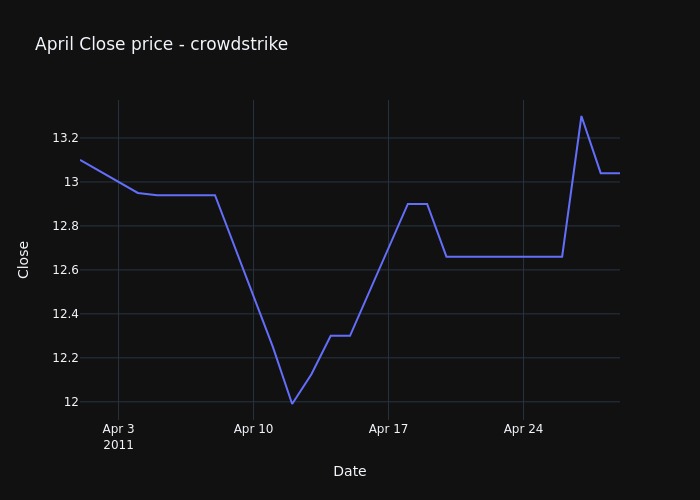 April Close price - crowdstrike
13.2
13
12.8
12.6
12.4
12.2
12
Close
Apr 3
2011
Apr 10
Apr 17
Apr 24
Date